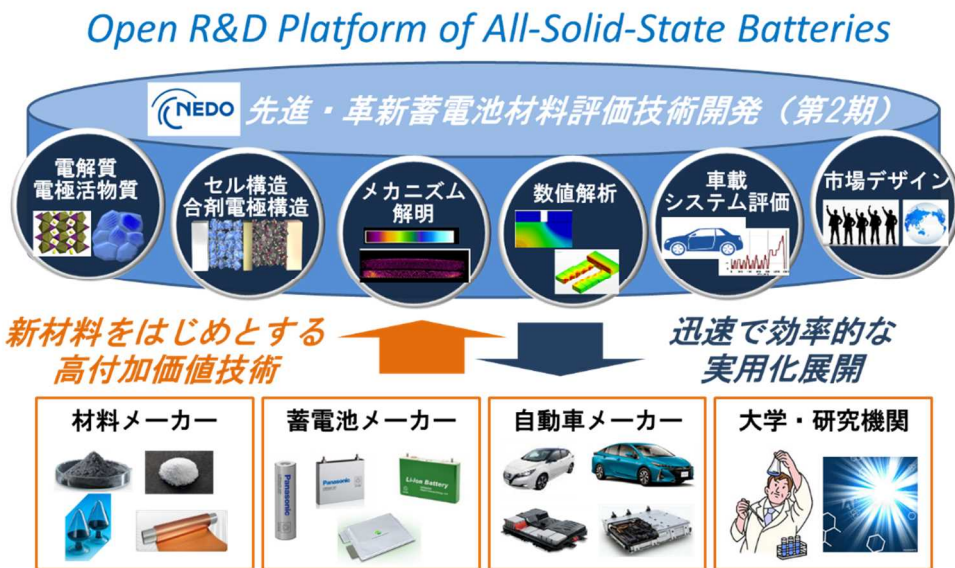 Open R&D Platform of All-Solid-State Batteries
NEDO 先進・革新蓄電池材料評価技術開発（第2期）
電解質
電極活物質
セル構造
合剤電極構造
メカニズム
解明
数値解析
車載
システム評価
市場デザイン
新材料をはじめとする
高付加価値技術
迅速で効率的な
実用化展開
材料メーカー
蓄電池メーカー
自動車メーカー
大学・研究機関
Panasonic
Panasonic
Li-Ion Battery